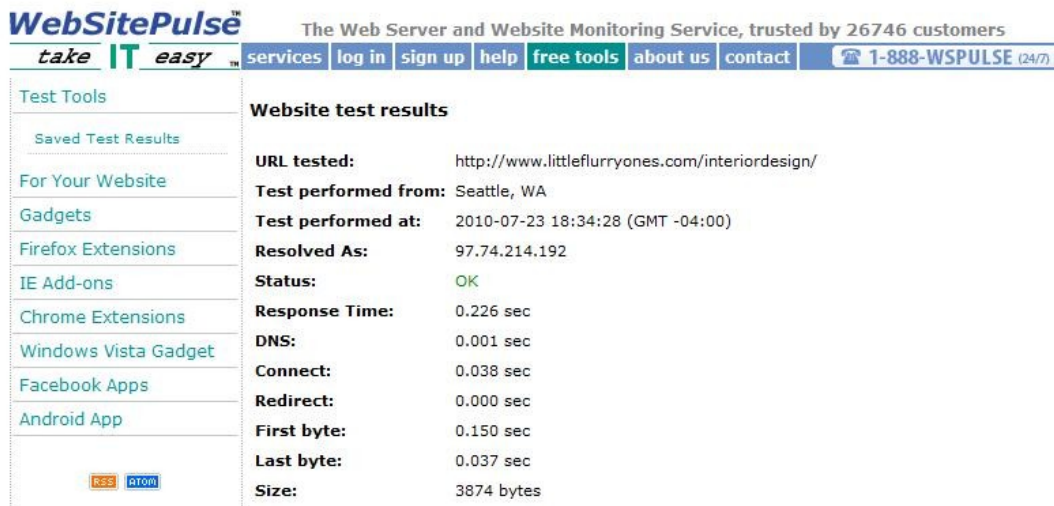 WebSitePulse™
The Web Server and Website Monitoring Service, trusted by 26746 customers
take IT easy ™
services log in sign up help free tools about us contact
1-888-WSPULSE (24/7)
Test Tools
Saved Test Results
For Your Website
Gadgets
Firefox Extensions
IE Add-ons
Chrome Extensions
Windows Vista Gadget
Facebook Apps
Android App
RSS ATOM
Website test results
URL tested: http://www.littleflurryones.com/interiordesign/
Test performed from: Seattle, WA
Test performed at: 2010-07-23 18:34:28 (GMT -04:00)
Resolved As: 97.74.214.192
Status: OK
Response Time: 0.226 sec
DNS: 0.001 sec
Connect: 0.038 sec
Redirect: 0.000 sec
First byte: 0.150 sec
Last byte: 0.037 sec
Size: 3874 bytes